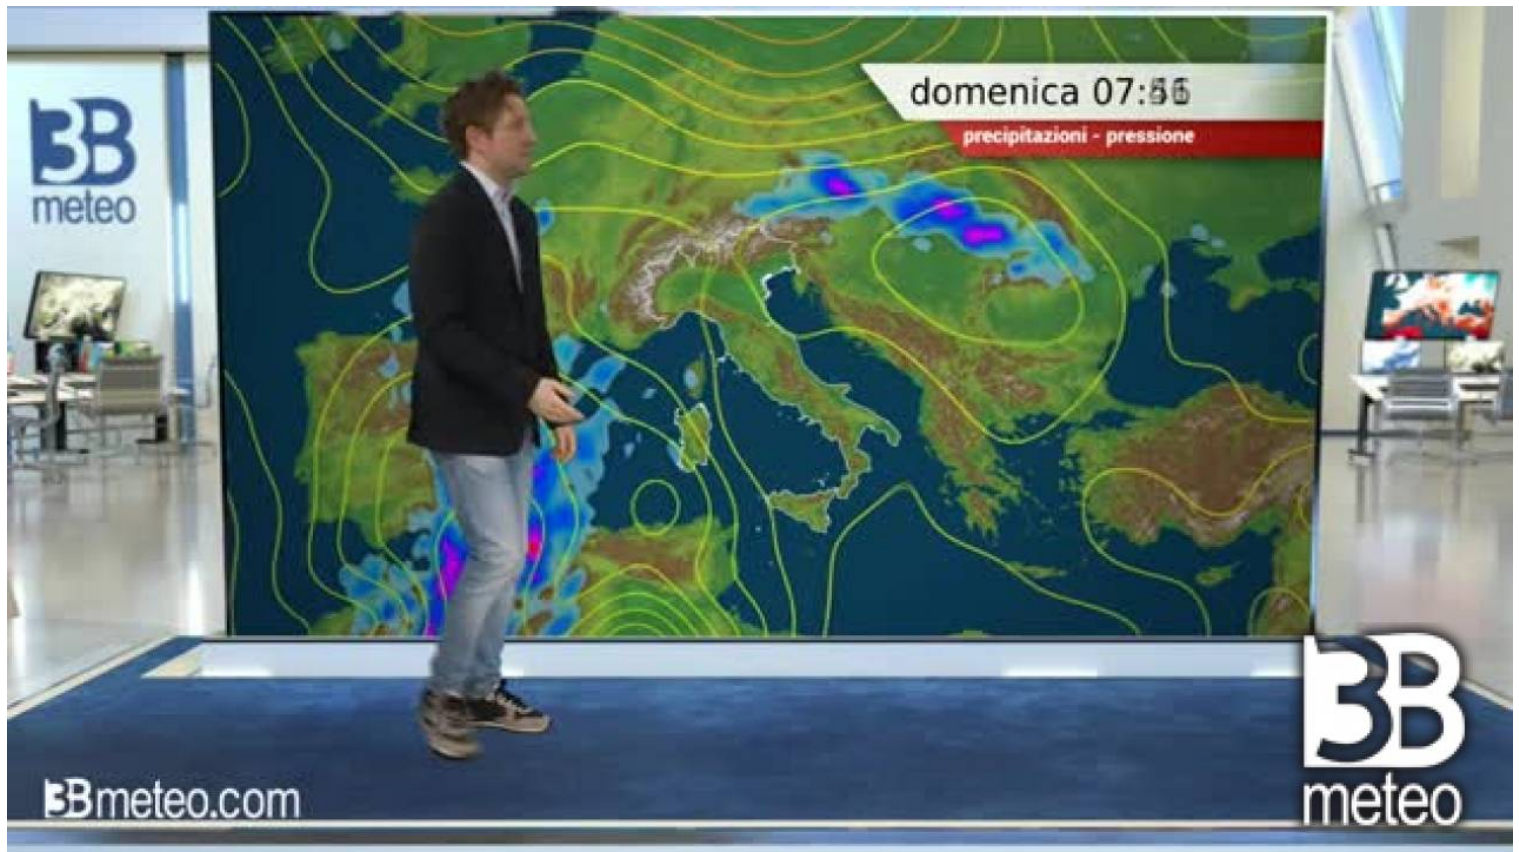 3B
meteo
domenica 07:
precipitazioni - pressione
3B
meteo
3Bmeteo.com